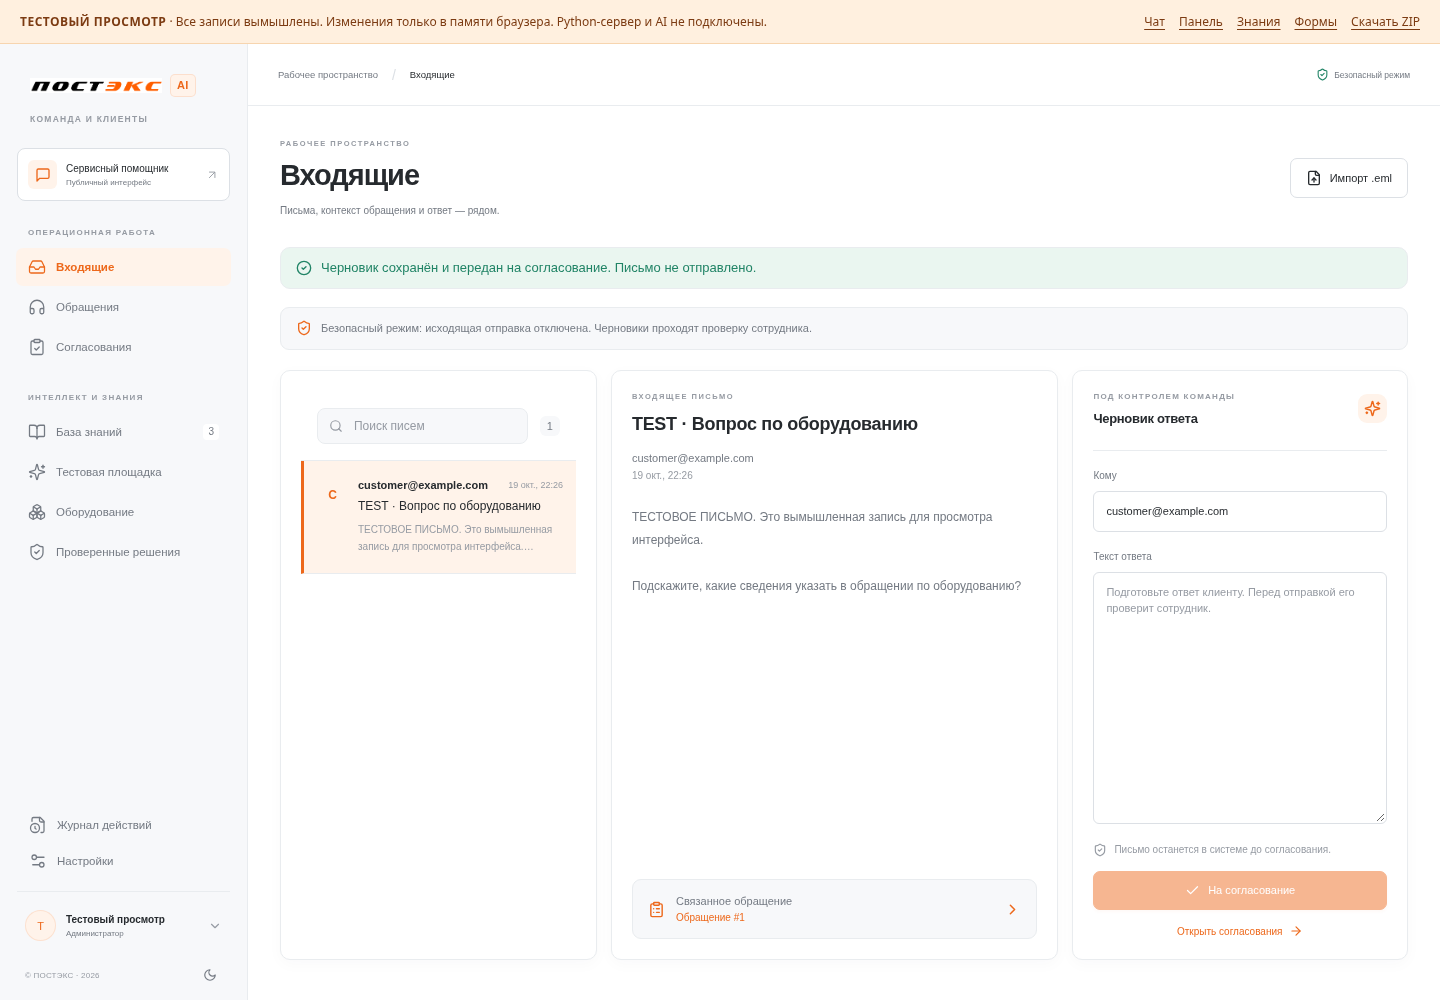 ТЕСТОВЫЙ ПРОСМОТР · Все записи вымышлены. Изменения только в памяти браузера. Python-сервер и AI не подключены.
Чат Панель Знания Формы Скачать ZIP
ПОСТЭКС AI
КОМАНДА И КЛИЕНТЫ
Сервисный помощник
Публичный интерфейс
ОПЕРАЦИОННАЯ РАБОТА
Входящие
Обращения
Согласования
ИНТЕЛЛЕКТ И ЗНАНИЯ
База знаний 3
Тестовая площадка
Оборудование
Проверенные решения
Журнал действий
Настройки
Т
Тестовый просмотр
Администратор
© ПОСТЭКС · 2026
Рабочее пространство / Входящие
Безопасный режим
РАБОЧЕЕ ПРОСТРАНСТВО
Входящие
Письма, контекст обращения и ответ — рядом.
Импорт .eml
Черновик сохранён и передан на согласование. Письмо не отправлено.
Безопасный режим: исходящая отправка отключена. Черновики проходят проверку сотрудника.
Поиск писем 1
C
customer@example.com 19 окт., 22:26
TEST · Вопрос по оборудованию
ТЕСТОВОЕ ПИСЬМО. Это вымышленная
запись для просмотра интерфейса.…
ВХОДЯЩЕЕ ПИСЬМО
TEST · Вопрос по оборудованию
customer@example.com
19 окт., 22:26
ТЕСТОВОЕ ПИСЬМО. Это вымышленная запись для просмотра
интерфейса.
Подскажите, какие сведения указать в обращении по оборудованию?
Связанное обращение
Обращение #1
ПОД КОНТРОЛЕМ КОМАНДЫ
Черновик ответа
Кому
customer@example.com
Текст ответа
Подготовьте ответ клиенту. Перед отправкой его
проверит сотрудник.
Письмо останется в системе до согласования.
На согласование
Открыть согласования